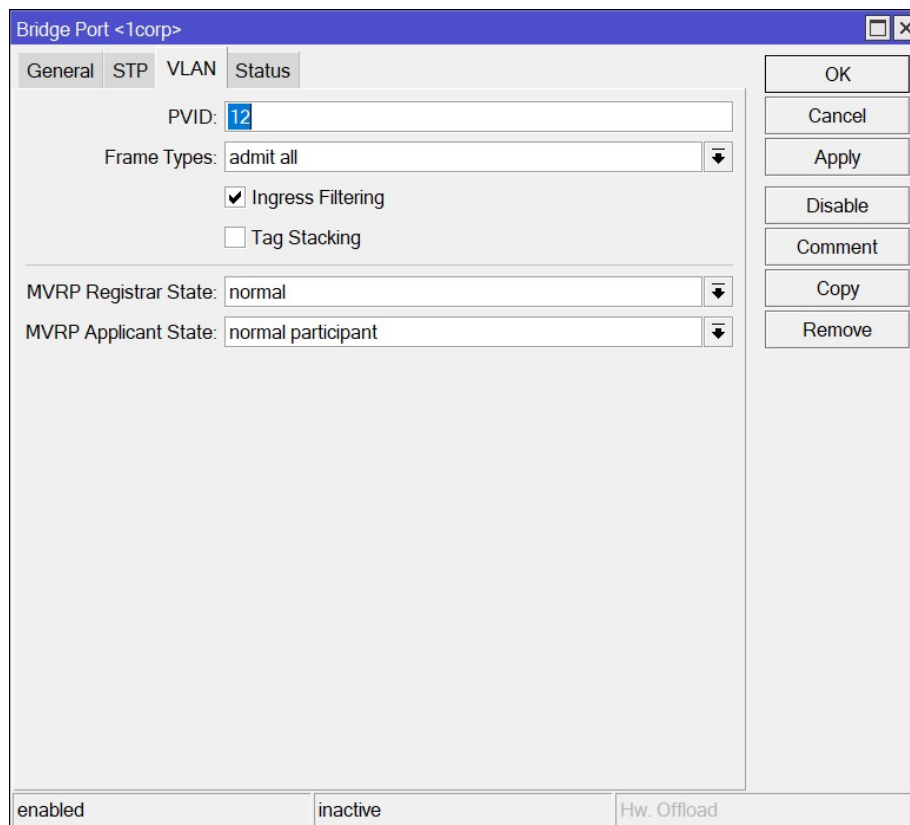 Bridge Port <1corp>
General STP VLAN Status
OK
PVID: 12
Cancel
Frame Types: admit all
Apply
Ingress Filtering
Disable
Tag Stacking
Comment
MVRP Registrar State: normal
Copy
MVRP Applicant State: normal participant
Remove
enabled inactive Hw. Offload